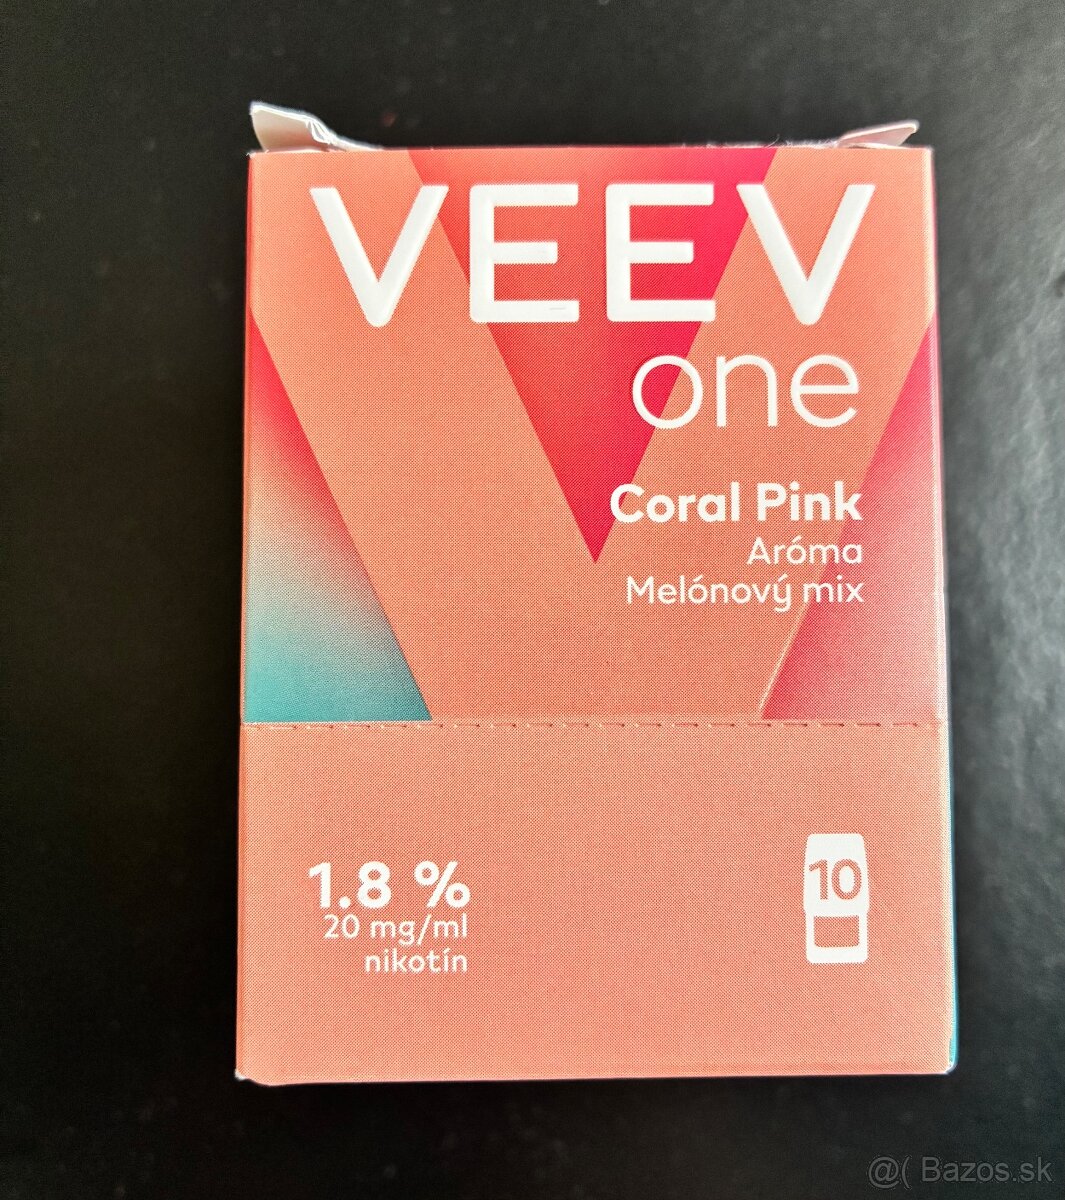 VEEV
one
Coral Pink
Aróma
Melónový mix
1.8 %
20 mg/ml
nikotín
10
@( Bazos.sk